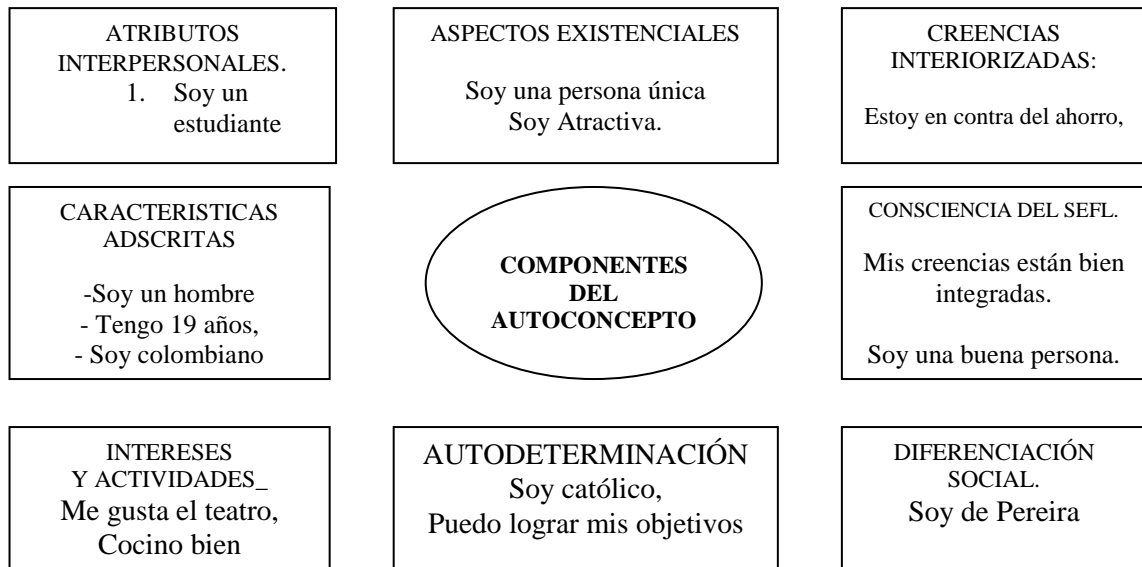 ATRIBUTOS
INTERPERSONALES.
1. Soy un
estudiante
ASPECTOS EXISTENCIALES
Soy una persona única
Soy Atractiva.
CREENCIAS
INTERIORIZADAS:
Estoy en contra del ahorro,
CARACTERISTICAS
ADSCRITAS
-Soy un hombre
- Tengo 19 años,
- Soy colombiano
COMPONENTES
DEL
AUTOCONCEPTO
CONSCIENCIA DEL SEFL.
Mis creencias están bien
integradas.
Soy una buena persona.
INTERESES
Y ACTIVIDADES_
Me gusta el teatro,
Cocino bien
AUTODETERMINACIÓN
Soy católico,
Puedo lograr mis objetivos
DIFERENCIACIÓN
SOCIAL.
Soy de Pereira